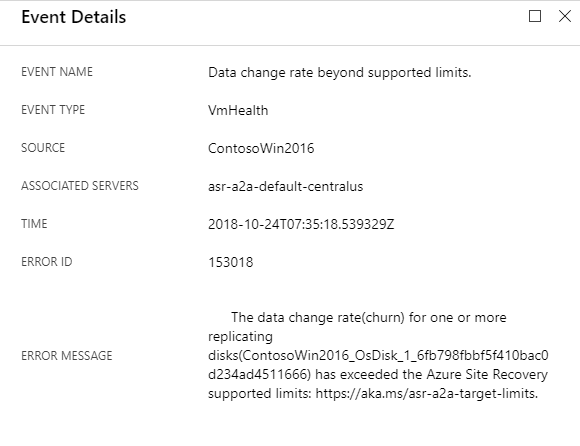 Event Details
EVENT NAME Data change rate beyond supported limits.
EVENT TYPE VmHealth
SOURCE ContosoWin2016
ASSOCIATED SERVERS asr-a2a-default-centralus
TIME 2018-10-24T07:35:18.539329Z
ERROR ID 153018
ERROR MESSAGE The data change rate(churn) for one or more
replicating
disks(ContosoWin2016_OsDisk_1_6fb798fbbf5f410bac0
d234ad4511666) has exceeded the Azure Site Recovery
supported limits: https://aka.ms/asr-a2a-target-limits.